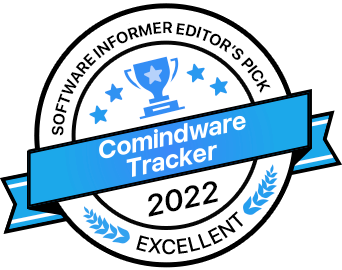 SOFTWARE INFORMER EDITOR'S PICK
Comindware
Tracker
2022
EXCELLENT